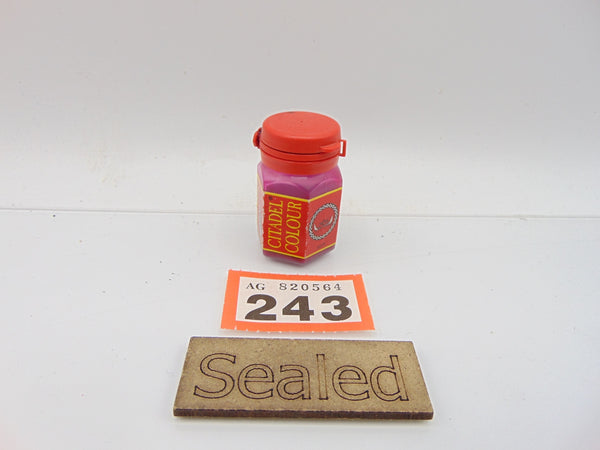 CITADEL
COLOUR
AG 820564
243
Sealed